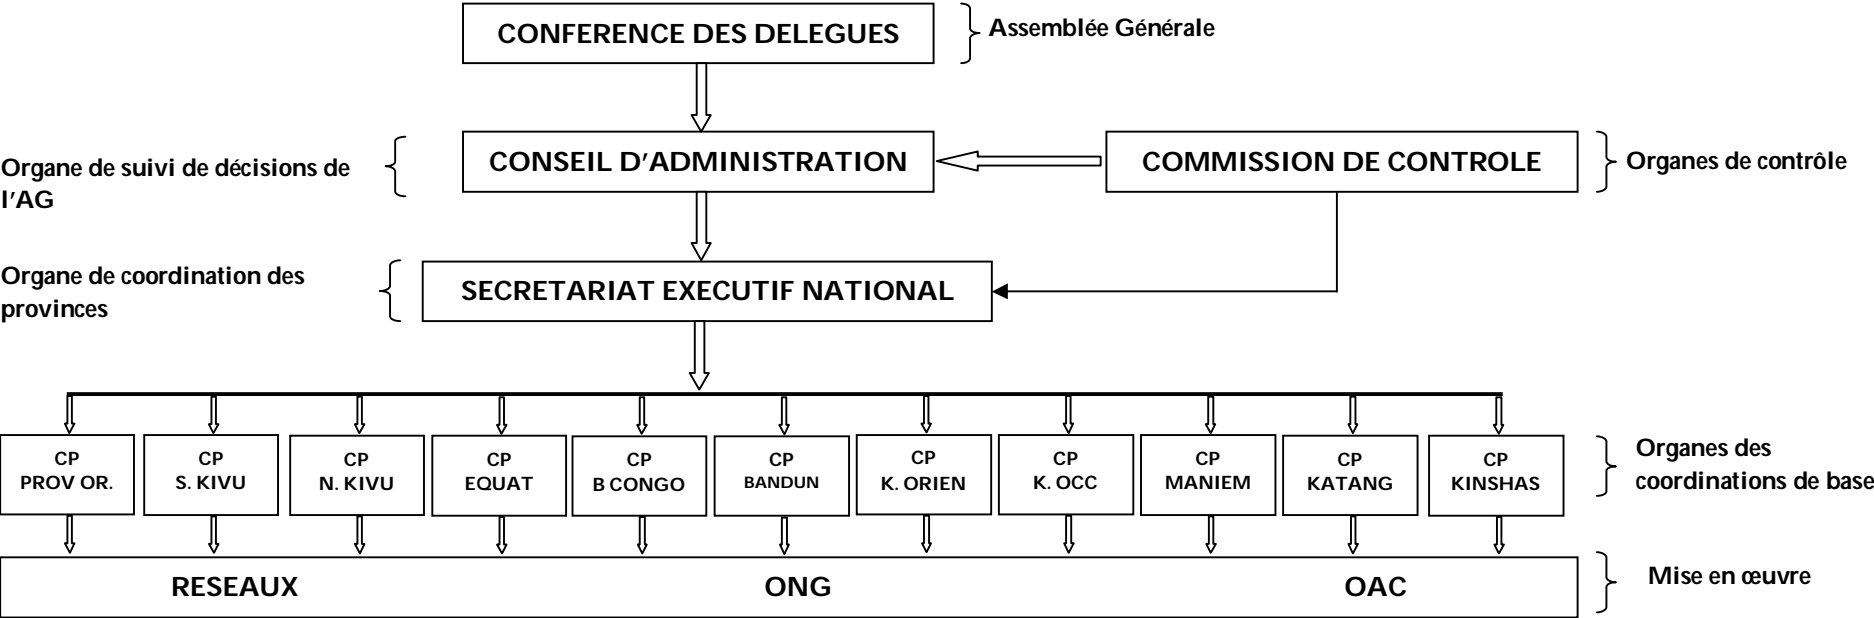 CONFERENCE DES DELEGUES
Assemblée Générale
Organe de suivi de décisions de
l'AG
CONSEIL D'ADMINISTRATION
COMMISSION DE CONTROLE
Organes de contrôle
Organe de coordination des
provinces
SECRETARIAT EXECUTIF NATIONAL
CP
PROV OR.
CP
S. KIVU
CP
N. KIVU
CP
EQUAT
CP
B CONGO
CP
BANDUN
CP
K. ORIEN
CP
K. OCC
CP
MANIEM
CP
KATANG
CP
KINSHAS
Organes des
coordinations de base
RESEAUX
ONG
OAC
Mise en œuvre